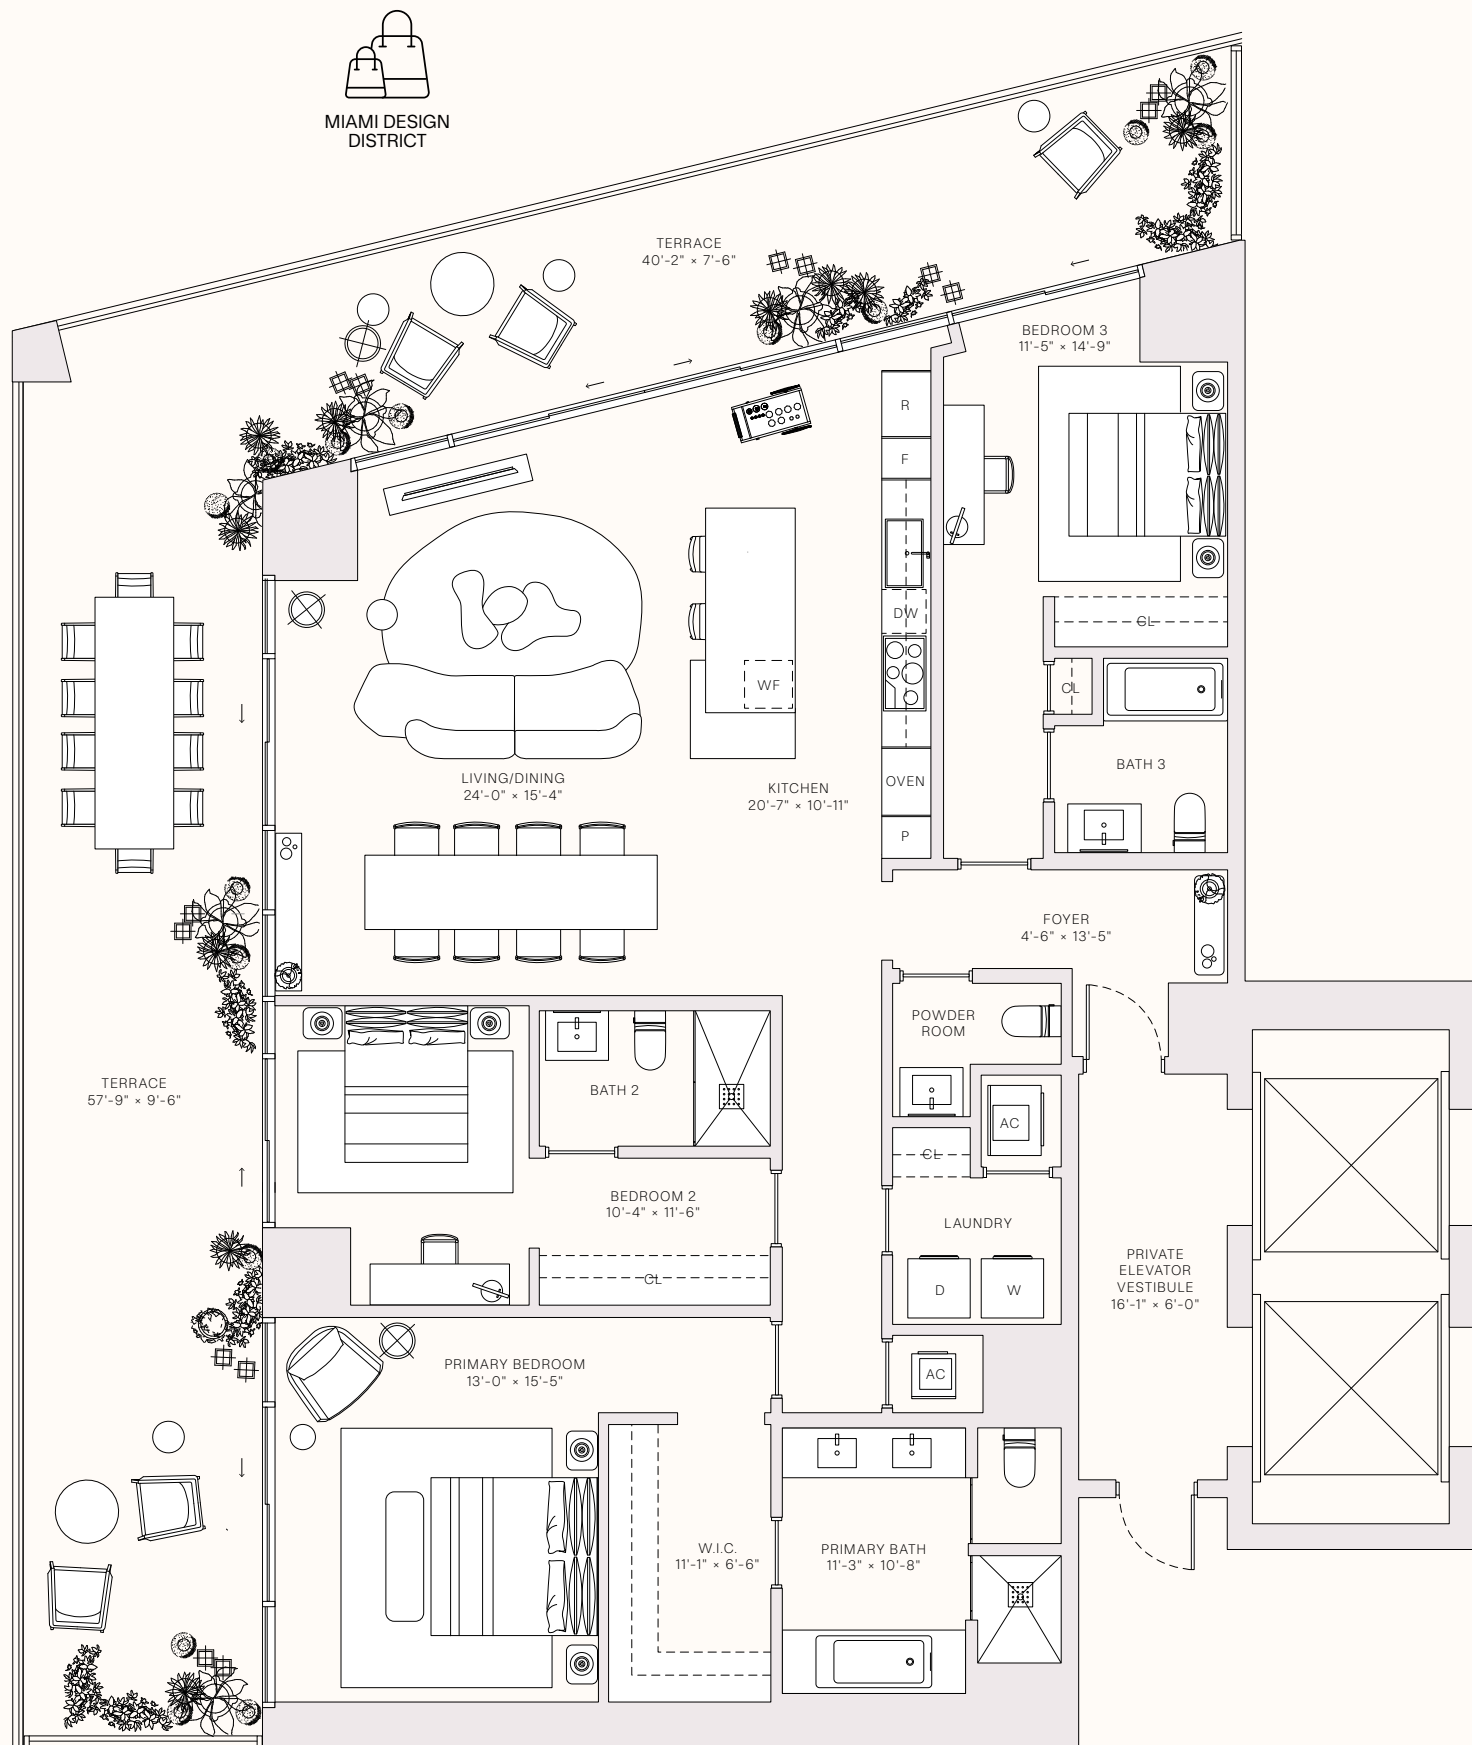 MIAMI DESIGN
DISTRICT
TERRACE
40'-2" × 7'-6"
BEDROOM 3
11'-5" × 14'-9"
R
F
DW
WF
CL
CL
BATH 3
OVEN
P
LIVING/DINING
24'-0" × 15'-4"
KITCHEN
20'-7" × 10'-11"
FOYER
4'-6" × 13'-5"
POWDER
ROOM
TERRACE
57'-9" × 9'-6"
BATH 2
AC
CL
BEDROOM 2
10'-4" × 11'-6"
LAUNDRY
CL
D
W
PRIVATE
ELEVATOR
VESTIBULE
16'-1" × 6'-0"
PRIMARY BEDROOM
13'-0" × 15'-5"
AC
W.I.C.
11'-1" × 6'-6"
PRIMARY BATH
11'-3" × 10'-8"